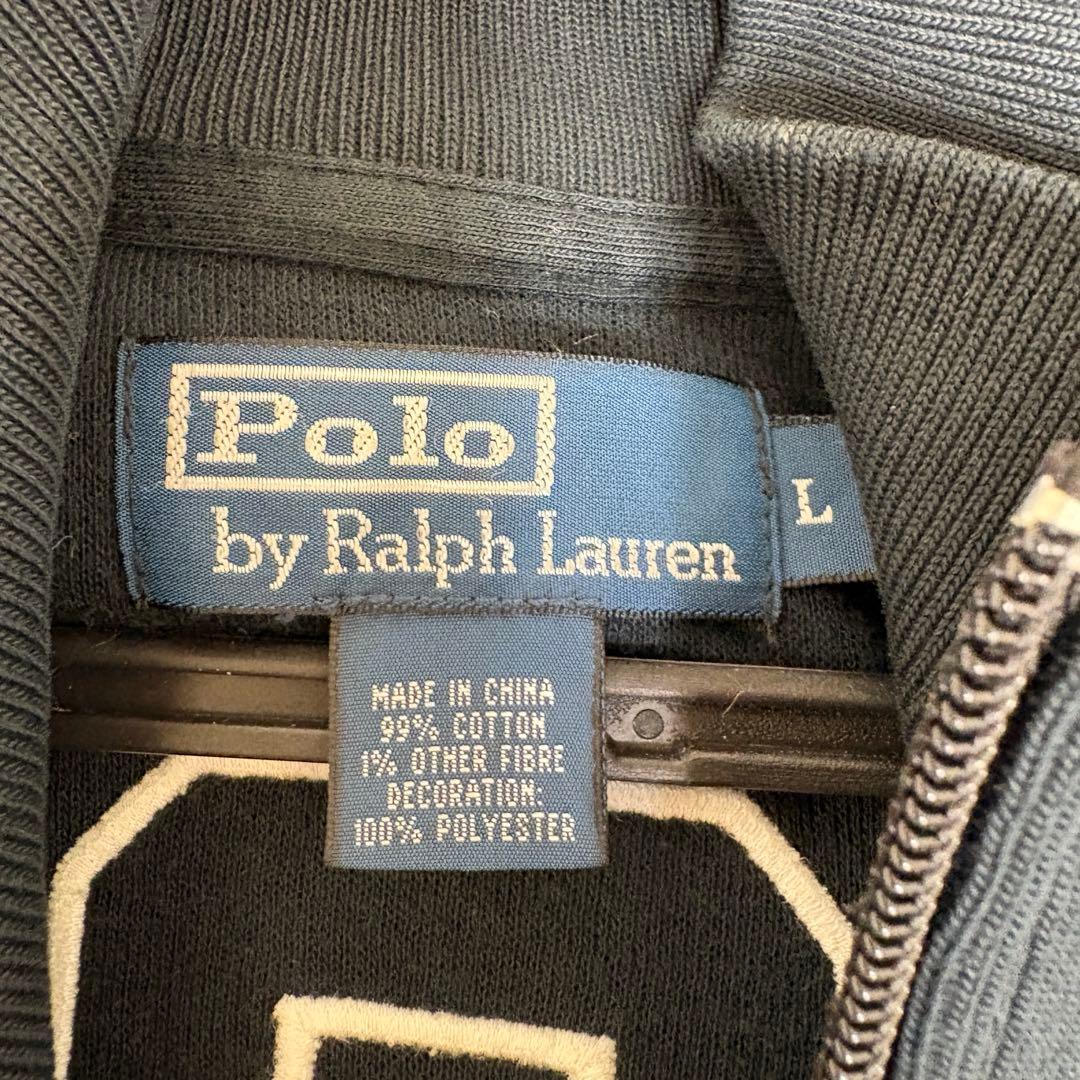 Polo
by Ralph Lauren
L
MADE IN CHINA
99% COTTON
1% OTHER FIBRE
DECORATION:
100% POLYESTER